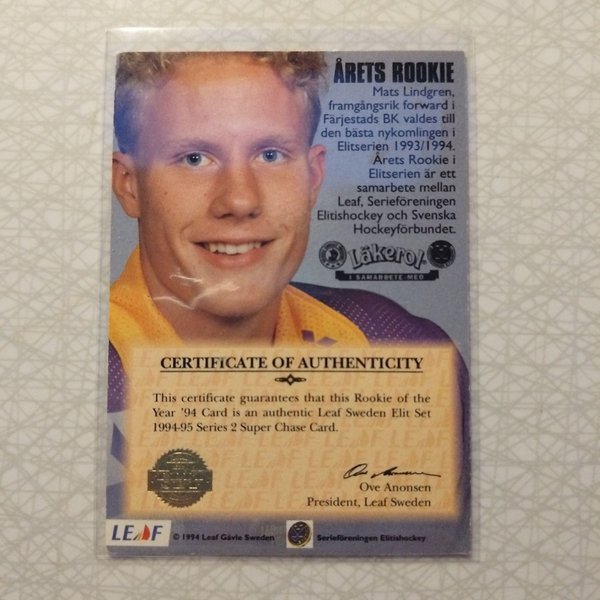 ÅRETS ROOKIE
Mats Lindgren,
framgångsrik forward i
Färjestads BK valdes till
den bästa nykomlingen i
Elitserien 1993/1994.
Årets Rookie i
Elitserien är ett
samarbete mellan
Leaf, Serieföreningen
Elitishockey och Svenska
Hockeyförbundet.
Läkerol
I SAMARBETE MED
CERTIFICATE OF AUTHENTICITY
This certificate guarantees that this Rookie of the
Year '94 Card is an authentic Leaf Sweden Elit Set
1994-95 Series 2 Super Chase Card.
Ove Anonsen
President, Leaf Sweden
LEAF
© 1994 Leaf Gävle Sweden
Serieföreningen Elitishockey